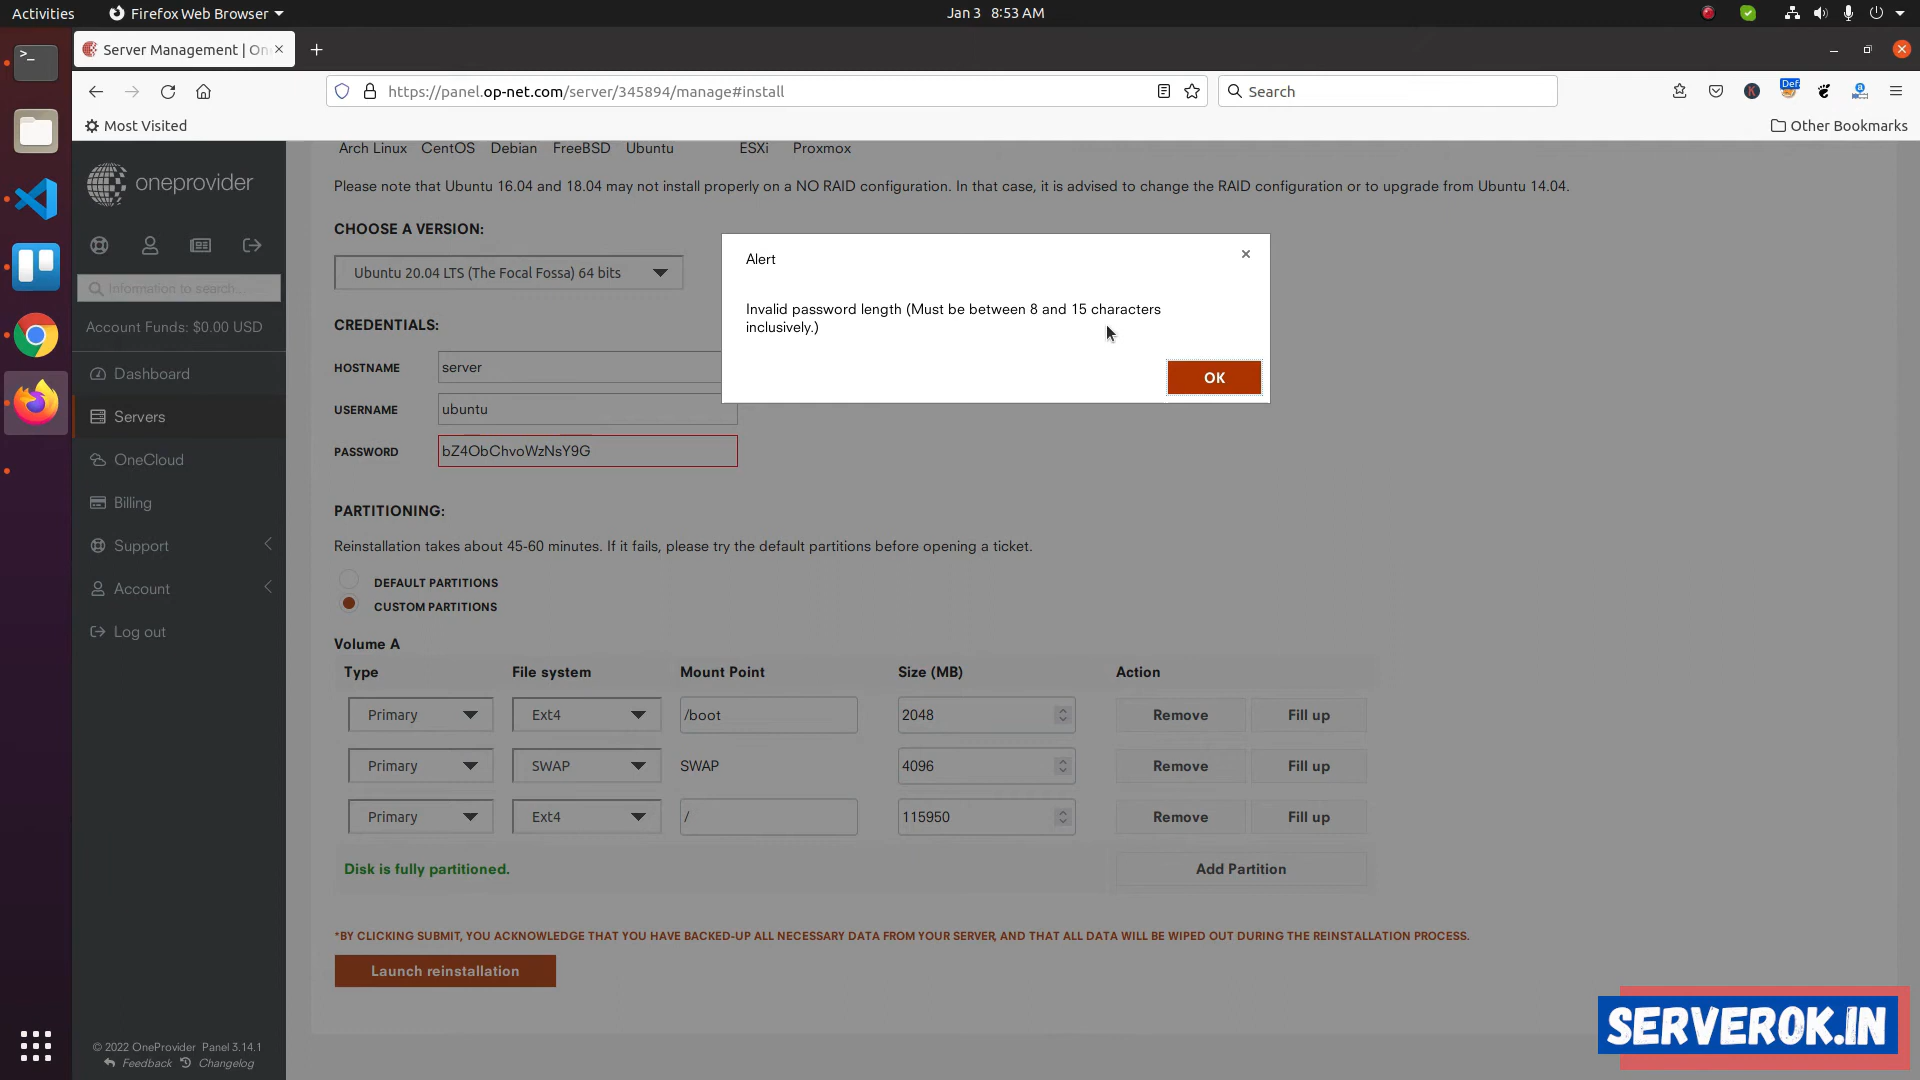 Activities
Firefox Web Browser
Jan 3 8:53 AM
Server Management | On
https://panel.op-net.com/server/345894/manage#install
Search
Def
Most Visited
Other Bookmarks
oneprovider
Information to search...
Account Funds: $0.00 USD
Dashboard
Servers
OneCloud
Billing
Support
Account
Log out
© 2022 OneProvider Panel 3.14.1
Feedback Changelog
Arch Linux CentOS Debian FreeBSD Ubuntu ESXi Proxmox
Please note that Ubuntu 16.04 and 18.04 may not install properly on a NO RAID configuration. In that case, it is advised to change the RAID configuration or to upgrade from Ubuntu 14.04.
CHOOSE A VERSION:
Ubuntu 20.04 LTS (The Focal Fossa) 64 bits
CREDENTIALS:
HOSTNAME server
USERNAME ubuntu
PASSWORD bZ4ObChvoWzNsY9G
Alert
Invalid password length (Must be between 8 and 15 characters
inclusively.)
OK
PARTITIONING:
Reinstallation takes about 45-60 minutes. If it fails, please try the default partitions before opening a ticket.
DEFAULT PARTITIONS
CUSTOM PARTITIONS
Volume A
Type File system Mount Point Size (MB) Action
Primary Ext4 /boot 2048 Remove Fill up
Primary SWAP SWAP 4096 Remove Fill up
Primary Ext4 / 115950 Remove Fill up
Disk is fully partitioned. Add Partition
*BY CLICKING SUBMIT, YOU ACKNOWLEDGE THAT YOU HAVE BACKED-UP ALL NECESSARY DATA FROM YOUR SERVER, AND THAT ALL DATA WILL BE WIPED OUT DURING THE REINSTALLATION PROCESS.
Launch reinstallation
SERVEROK.IN